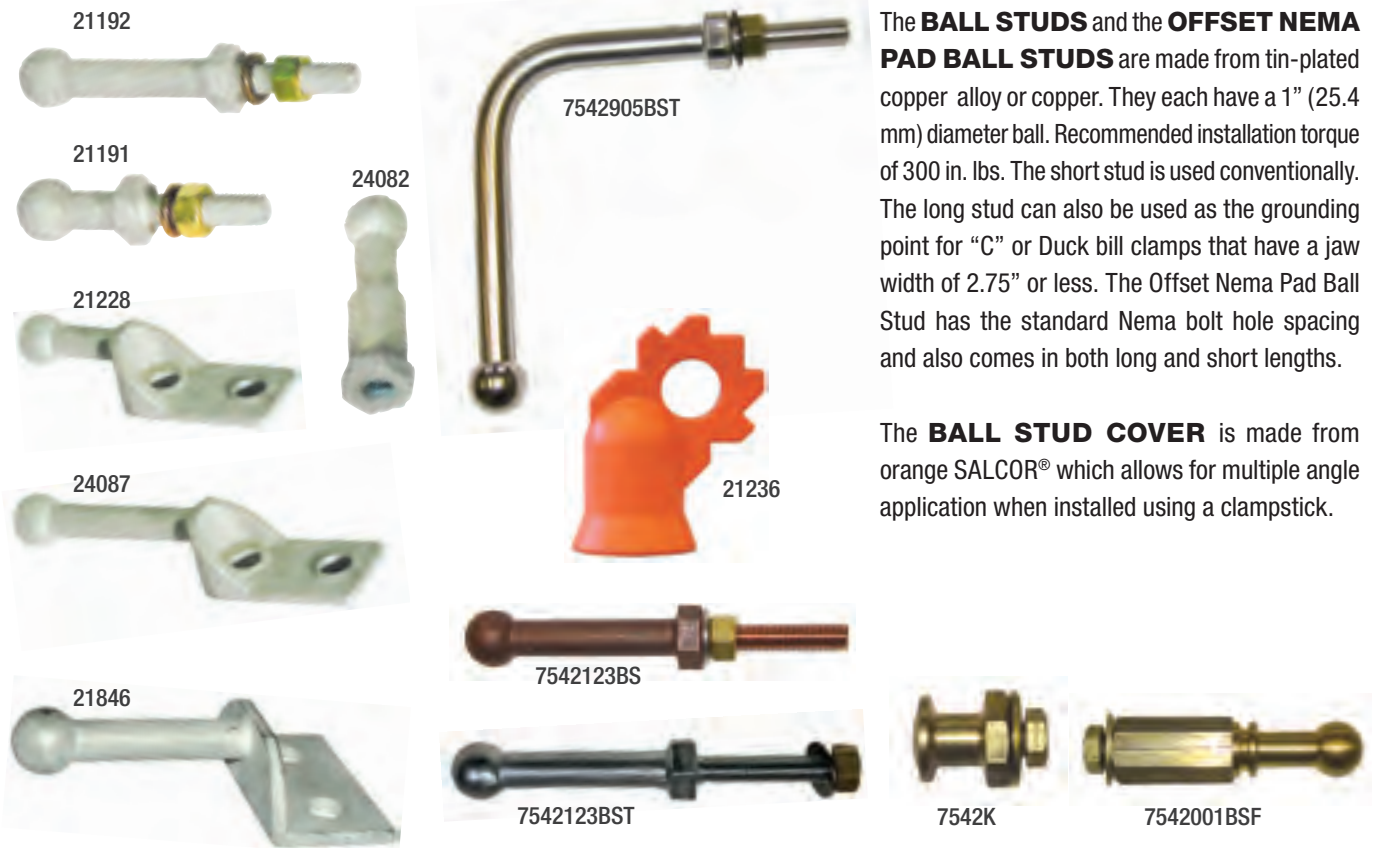 21192
21191
24082
21228
24087
21846
7542905BST
21236
7542123BS
7542123BST
7542K
7542001BSF
The BALL STUDS and the OFFSET NEMA
PAD BALL STUDS are made from tin-plated
copper alloy or copper. They each have a 1” (25.4
mm) diameter ball. Recommended installation torque
of 300 in. lbs. The short stud is used conventionally.
The long stud can also be used as the grounding
point for “C” or Duck bill clamps that have a jaw
width of 2.75” or less. The Offset Nema Pad Ball
Stud has the standard Nema bolt hole spacing
and also comes in both long and short lengths.
The BALL STUD COVER is made from
orange SALCOR® which allows for multiple angle
application when installed using a clampstick.